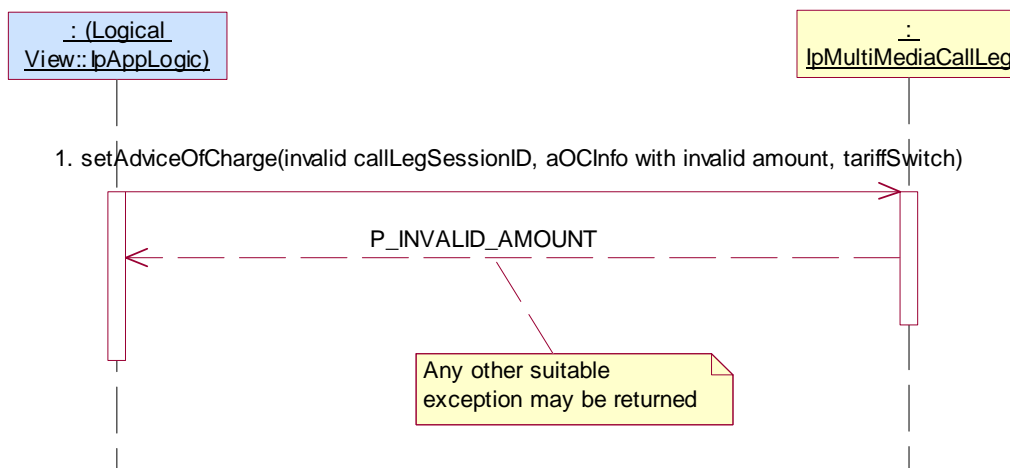 : (Logical
View::IpAppLogic)
:
IpMultiMediaCallLeg
1. setAdviceOfCharge(invalid callLegSessionID, aOCInfo with invalid amount, tariffSwitch)
P_INVALID_AMOUNT
Any other suitable
exception may be returned